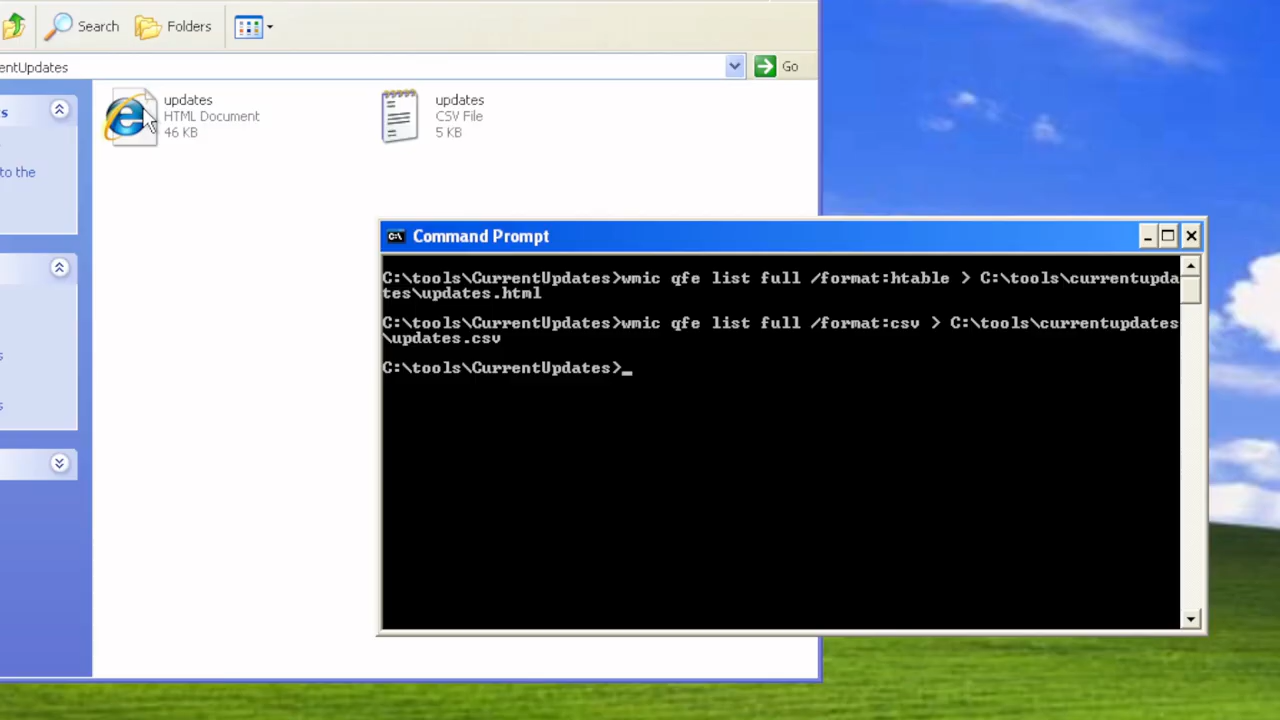 Search
Folders
entUpdates
Go
s
updates
HTML Document
46 KB
updates
CSV File
5 KB
to the
s
s
C:\
Command Prompt
C:\tools\CurrentUpdates>wmic qfe list full /format:htable > C:\tools\currentupda
tes\updates.html
C:\tools\CurrentUpdates>wmic qfe list full /format:csv > C:\tools\currentupdates
\updates.csv
C:\tools\CurrentUpdates>_